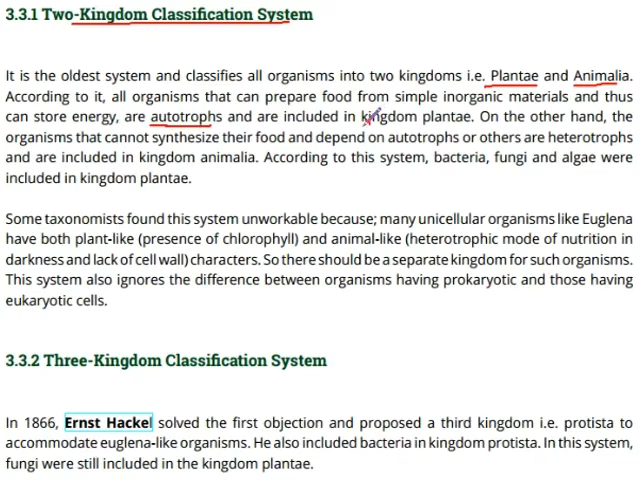 3.3.1 Two-Kingdom Classification System
It is the oldest system and classifies all organisms into two kingdoms i.e. Plantae and Animalia.
According to it, all organisms that can prepare food from simple inorganic materials and thus
can store energy, are autotrophs and are included in kingdom plantae. On the other hand, the
organisms that cannot synthesize their food and depend on autotrophs or others are heterotrophs
and are included in kingdom animalia. According to this system, bacteria, fungi and algae were
included in kingdom plantae.
Some taxonomists found this system unworkable because; many unicellular organisms like Euglena
have both plant-like (presence of chlorophyll) and animal-like (heterotrophic mode of nutrition in
darkness and lack of cell wall) characters. So there should be a separate kingdom for such organisms.
This system also ignores the difference between organisms having prokaryotic and those having
eukaryotic cells.
3.3.2 Three-Kingdom Classification System
In 1866, Ernst Hackel solved the first objection and proposed a third kingdom i.e. protista to
accommodate euglena-like organisms. He also included bacteria in kingdom protista. In this system,
fungi were still included in the kingdom plantae.